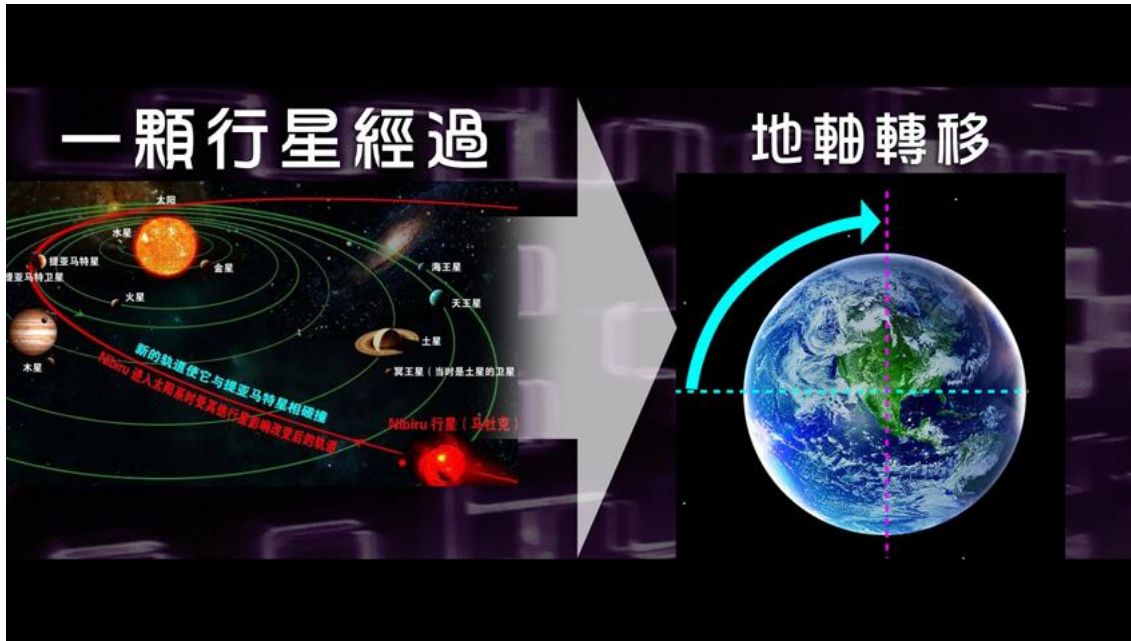 一顆行星經過
地軸轉移
太阳
水星
提亚马特星
金星
提亚马特卫星
火星
海王星
天王星
木星
土星
冥王星（当时是土星的卫星
新的轨道使它与提亚马特星相碰撞
Nibiru 进入太阳系时受其他行星影响改变后的轨道
Nibiru 行星（马杜克）